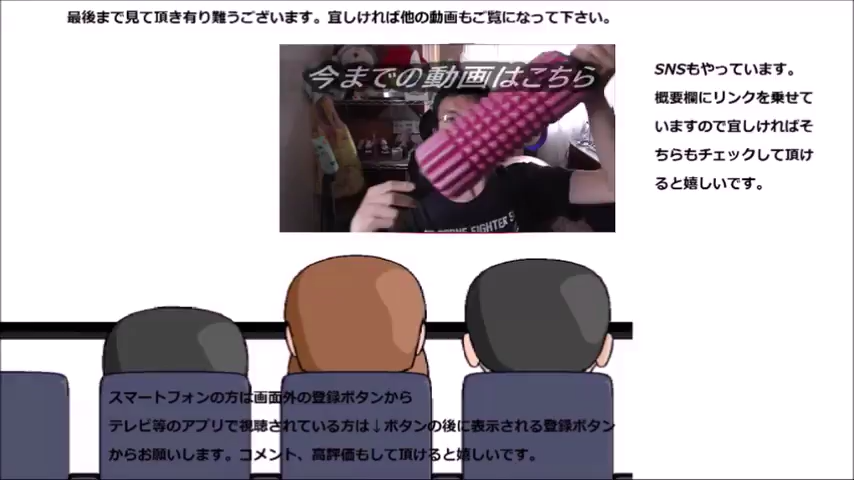 最後まで見て頂き有り難うございます。宜しければ他の動画もご覧になって下さい。
今までの動画はこちら
SNSもやっています。
概要欄にリンクを乗せて
いますので宜しければそ
ちらもチェックして頂け
ると嬉しいです。
FIGHTER
スマートフォンの方は画面外の登録ボタンから
テレビ等のアプリで視聴されている方は↓ボタンの後に表示される登録ボタン
からお願いします。コメント、高評価もして頂けると嬉しいです。